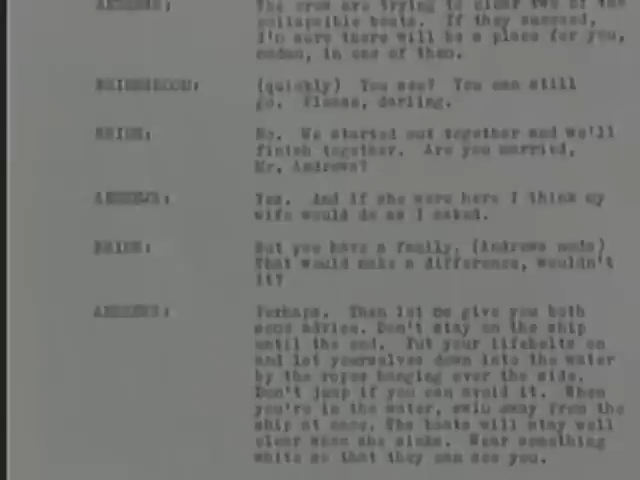 ANDREWS: The crew are trying to clear two of the
collapsible boats. If they succeed,
I'm sure there will be a place for you,
madam, in one of them.
BRIDEGROOM: (quickly) You see? You can still
go. Please, darling.
BRIDE: No. We started out together and we'll
finish together. Are you married,
Mr. Andrews?
ANDREWS: Yes. And if she were here I think my
wife would do as I asked.
BRIDE: But you have a family. (Andrews nods)
That would make a difference, wouldn't
it?
ANDREWS: Perhaps. Then let me give you both
some advice. Don't stay on the ship
until the end. Put your lifebelts on
and let yourselves down into the water
by the ropes hanging over the side.
Don't jump if you can avoid it. When
you're in the water, swim away from the
ship at once. The boats will stay well
clear when she sinks. Wear something
white so that they can see you.